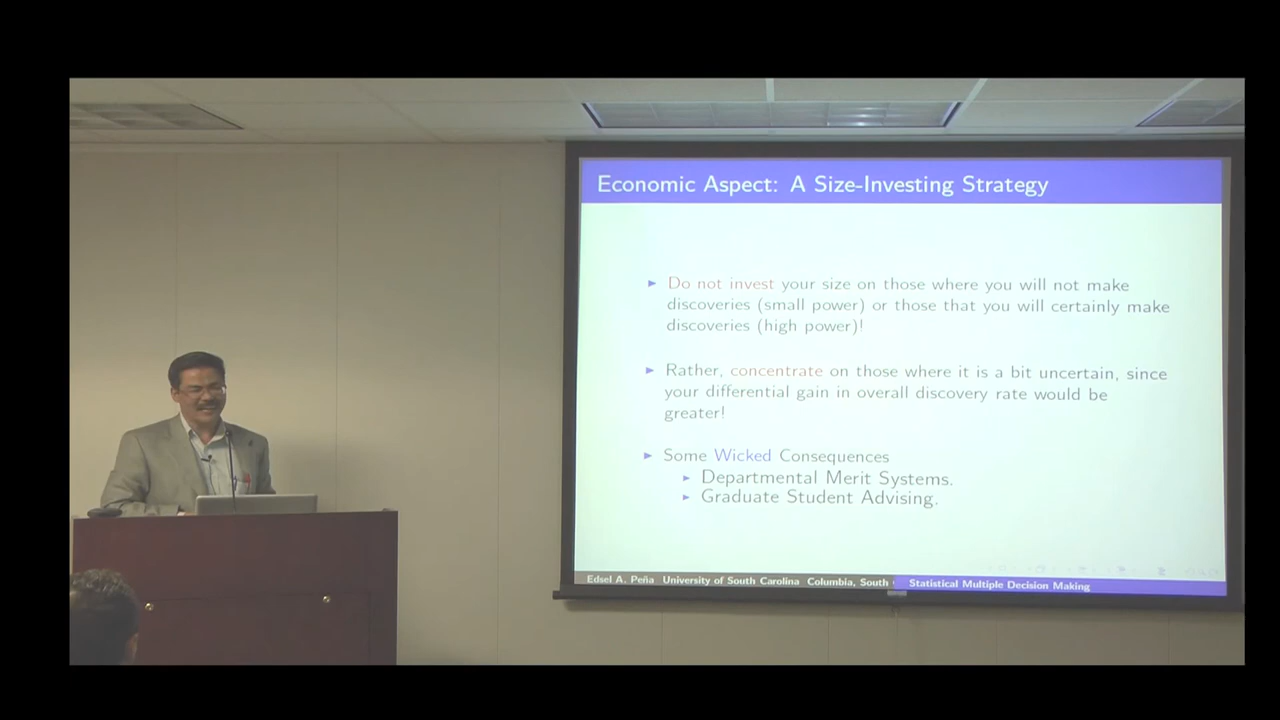 Economic Aspect: A Size-Investing Strategy
Do not invest your size on those where you will not make
discoveries (small power) or those that you will certainly make
discoveries (high power)!
Rather, concentrate on those where it is a bit uncertain, since
your differential gain in overall discovery rate would be
greater!
Some Wicked Consequences
Departmental Merit Systems.
Graduate Student Advising.
Edsel A. Peña University of South Carolina Columbia, South
Statistical Multiple Decision Making